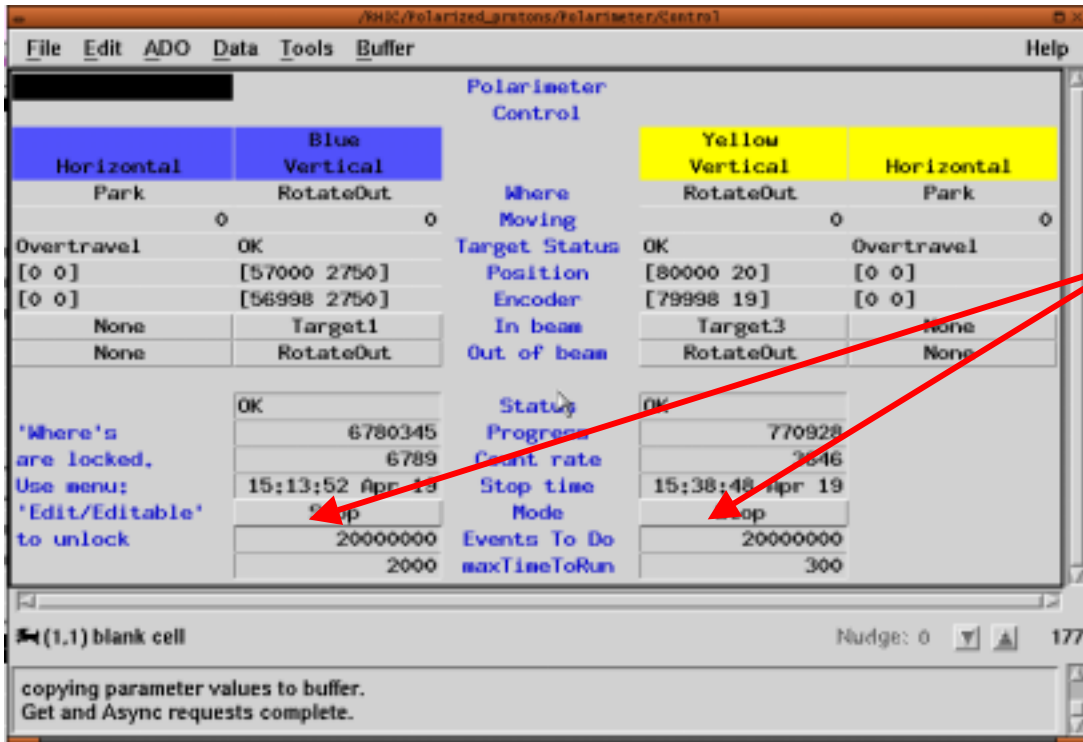 /RHIC/Polarized_protons/Polarimeter/Control
File Edit ADO Data Tools Buffer Help
Polarimeter
Control
Blue Yellow
Horizontal Vertical Vertical Horizontal
Park RotateOut Where RotateOut Park
0 0 Moving 0 0
Overtravel OK Target Status OK Overtravel
[0 0] [57000 2750] Position [80000 20] [0 0]
[0 0] [56998 2750] Encoder [79998 19] [0 0]
None Target1 In beam Target3 None
None RotateOut Out of beam RotateOut None
OK Status OK
'Where's 6780345 Progress 770928
are locked, 6789 Count rate 3846
Use menu: 15:13:52 Apr 19 Stop time 15:38:48 Apr 19
'Edit/Editable' Stop Mode Stop
to unlock 20000000 Events To Do 20000000
2000 maxTimeToRun 300
(1,1) blank cell Nudge: 0 177
copying parameter values to buffer.
Get and Async requests complete.